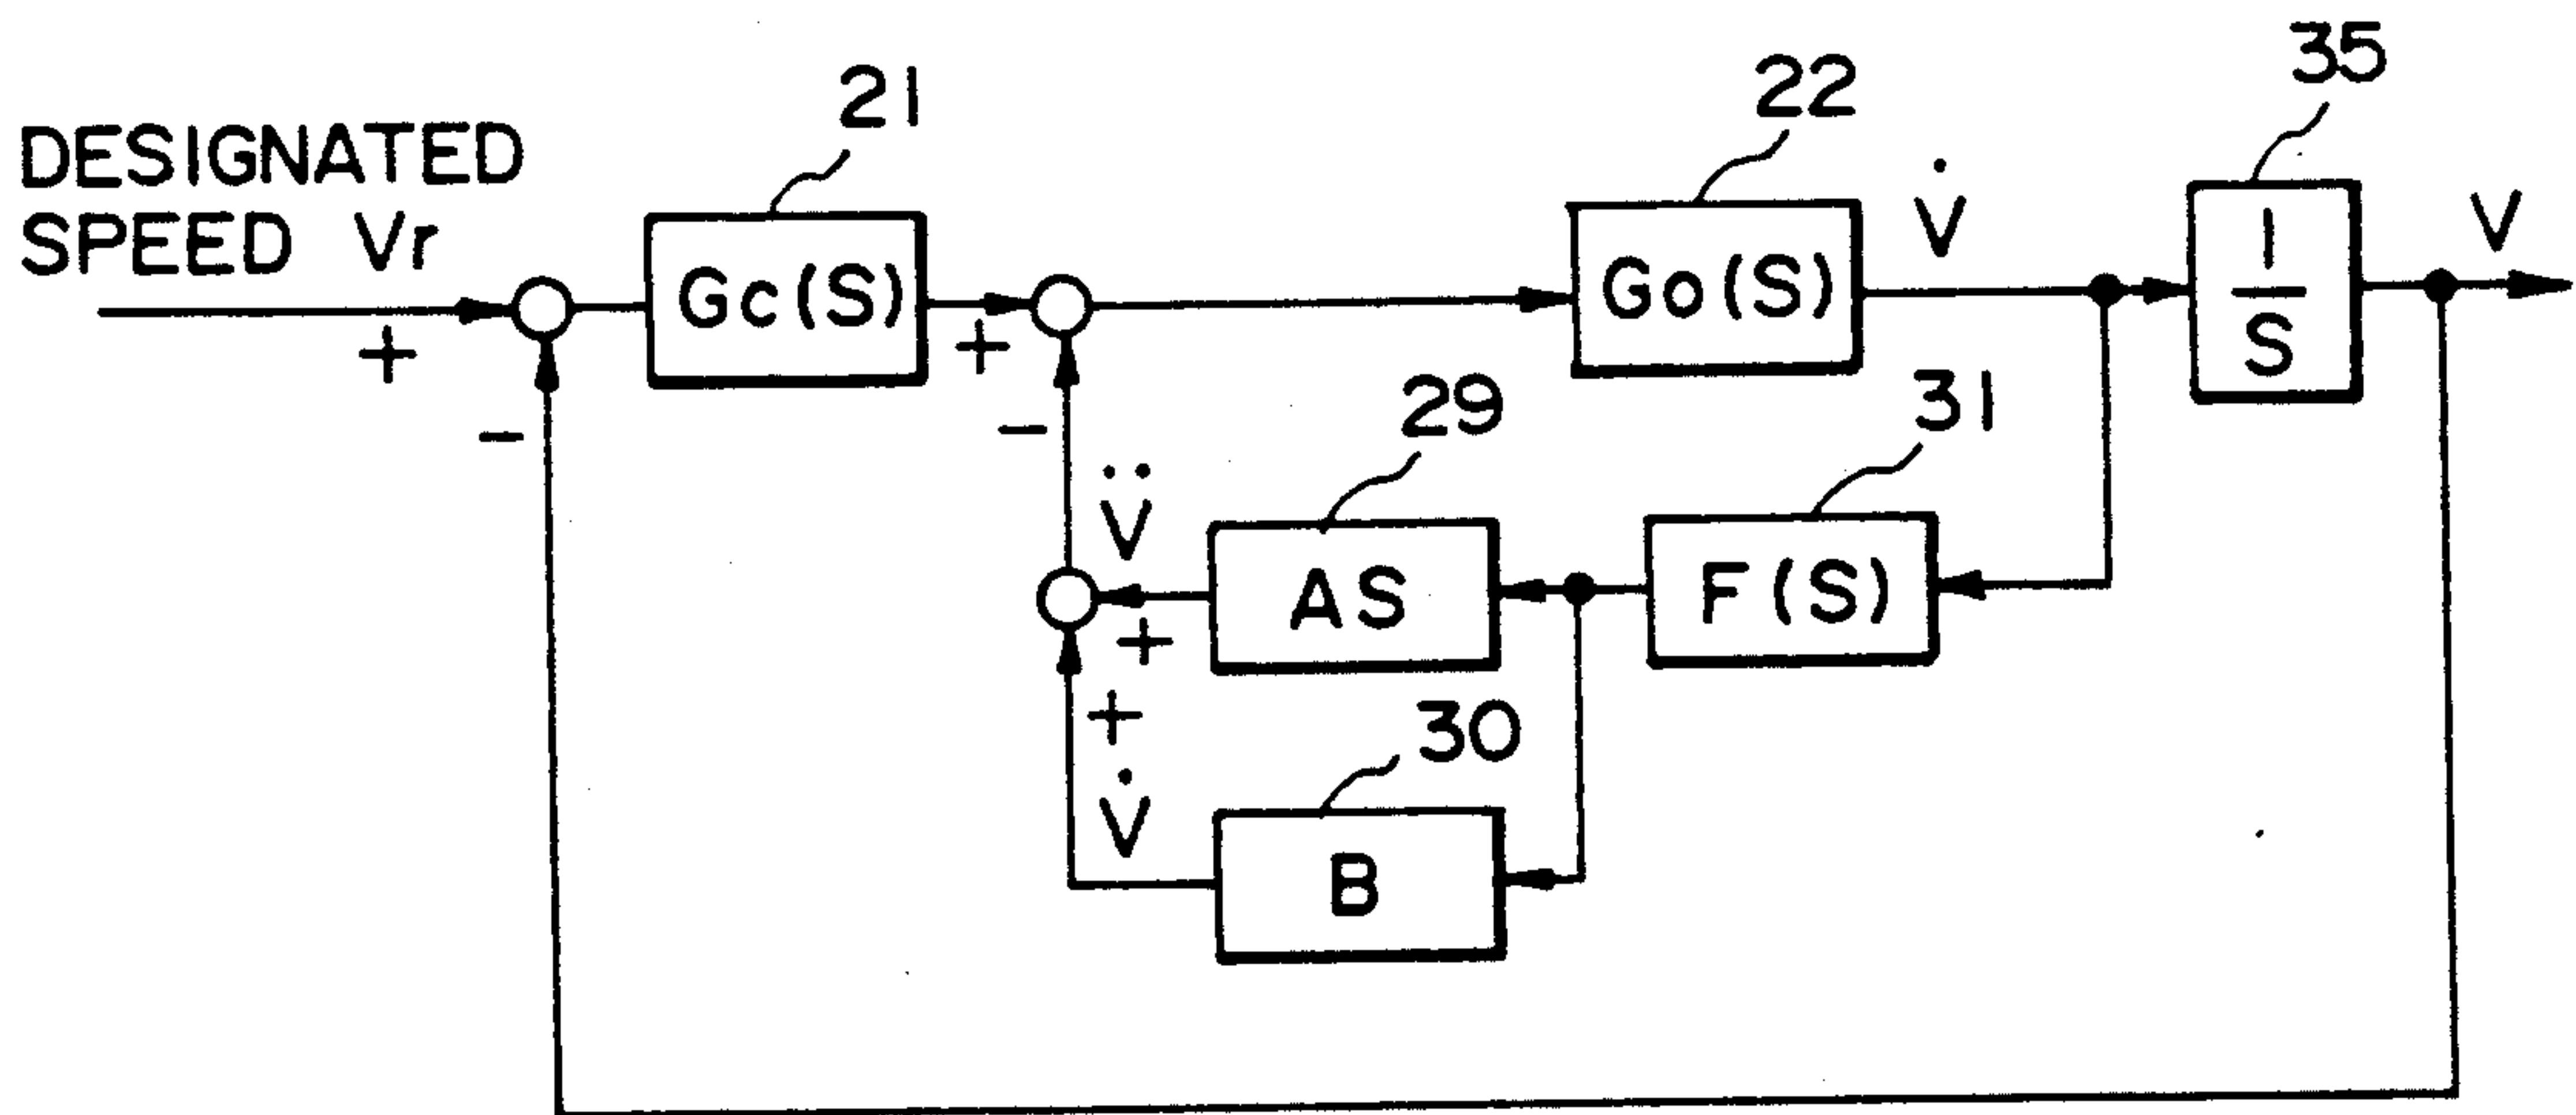 DESIGNATED
SPEED Vr
21
22
35
Gc(S)
Go(S)
V̇
1
S
V
+
-
+
-
29
31
V̈
AS
F(S)
+
+
30
V̇
B